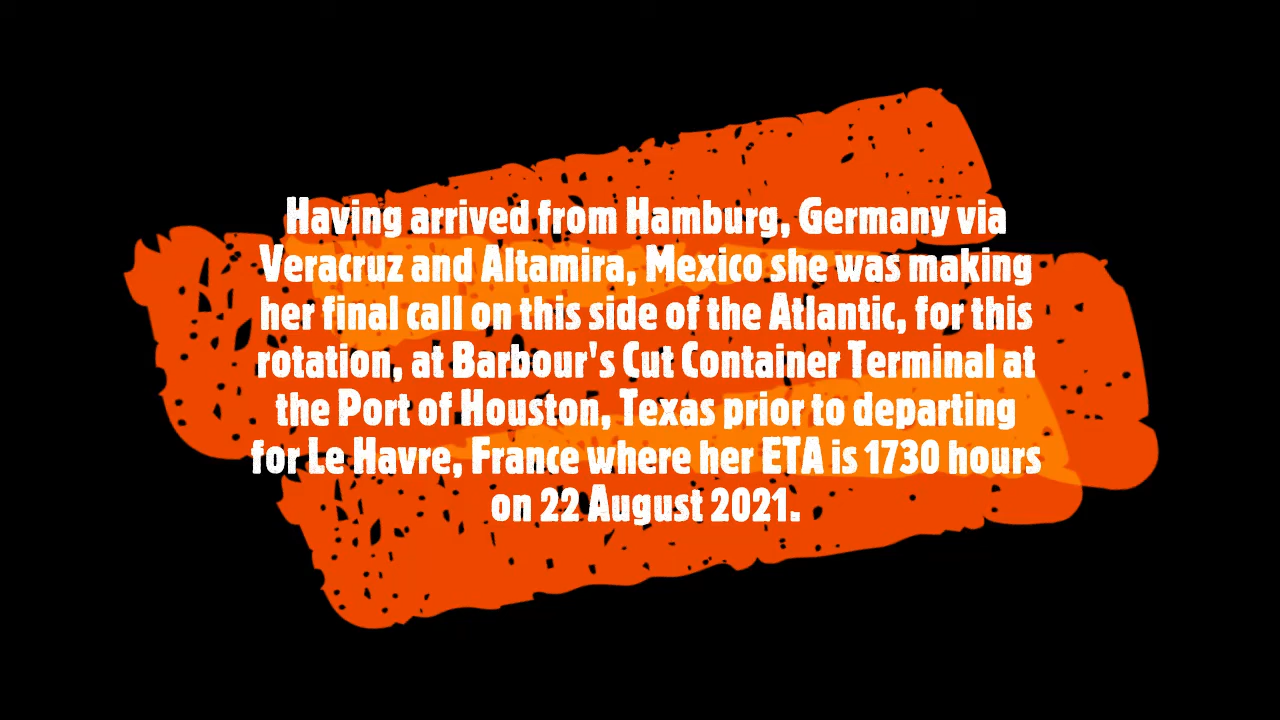 Having arrived from Hamburg, Germany via
Veracruz and Altamira, Mexico she was making
her final call on this side of the Atlantic, for this
rotation, at Barbour's Cut Container Terminal at
the Port of Houston, Texas prior to departing
for Le Havre, France where her ETA is 1730 hours
on 22 August 2021.